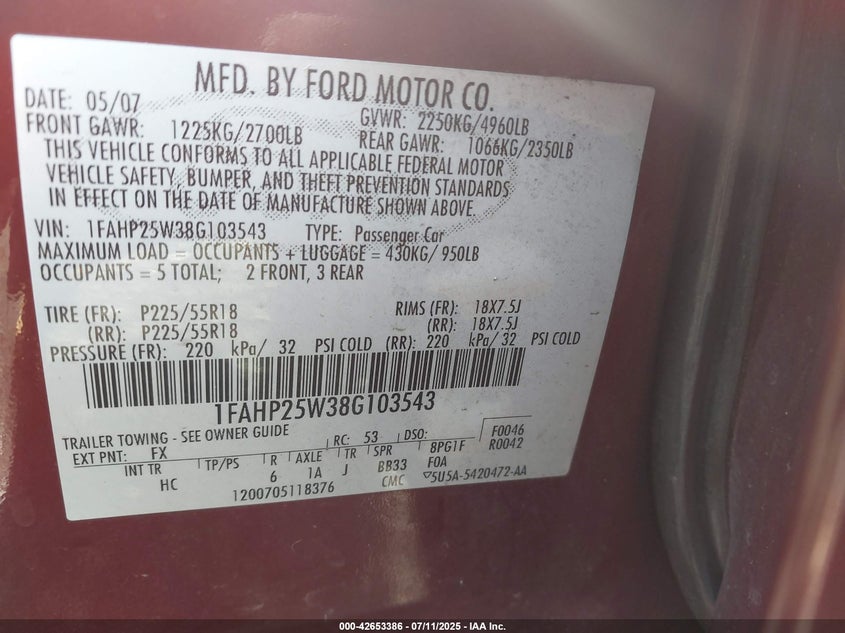 MFD. BY FORD MOTOR CO.
DATE: 05/07 GVWR: 2250KG/4960LB
FRONT GAWR: 1225KG/2700LB REAR GAWR: 1066KG/2350LB
THIS VEHICLE CONFORMS TO ALL APPLICABLE FEDERAL MOTOR
VEHICLE SAFETY, BUMPER, AND THEFT PREVENTION STANDARDS
IN EFFECT ON THE DATE OF MANUFACTURE SHOWN ABOVE.
VIN: 1FAHP25W38G103543 TYPE: Passenger Car
MAXIMUM LOAD = OCCUPANTS + LUGGAGE = 430KG/ 950LB
OCCUPANTS = 5 TOTAL; 2 FRONT, 3 REAR
TIRE (FR): P225/55R18 RIMS (FR): 18X7.5J
(RR): P225/55R18 (RR): 18X7.5J
PRESSURE (FR): 220 kPa/ 32 PSI COLD (RR): 220 kPa/ 32 PSI COLD
1FAHP25W38G103543
TRAILER TOWING - SEE OWNER GUIDE F0046
EXT PNT: FX RC: 53 DSO: 8PG1F R0042
INT TR TP/PS R AXLE TR SPR F0A
HC 6 1A J BB33 ▽5U5A-5420472-AA
1200705118376 CMC
000-42653386 - 07/11/2025 - IAA Inc.